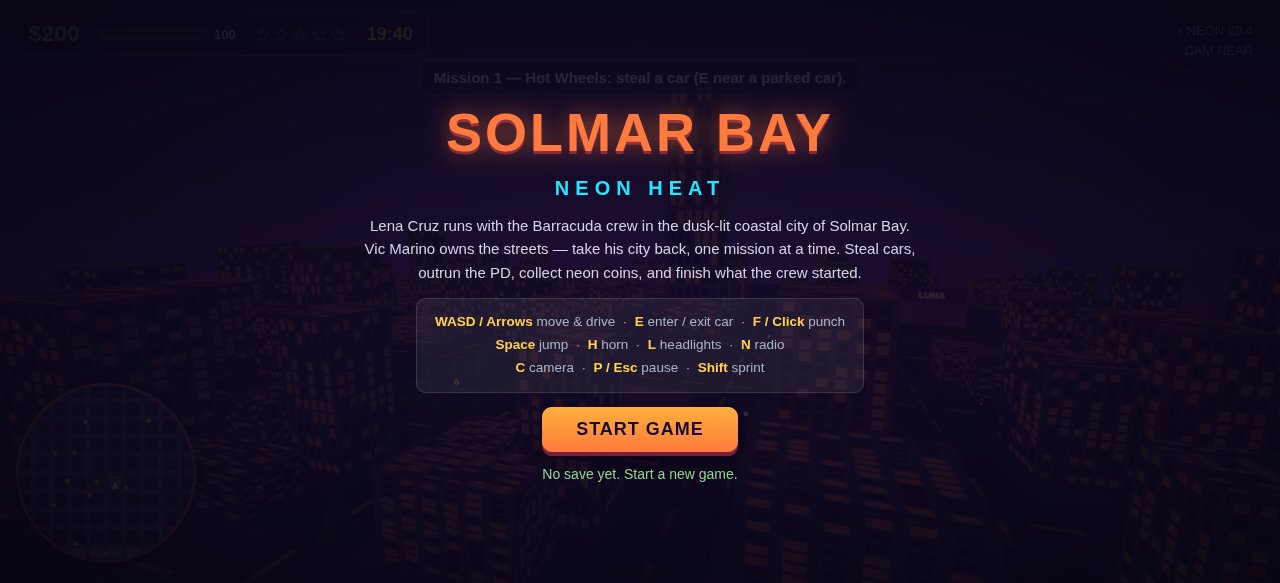 $200 100 ☆☆☆☆☆ 19:40
♪ NEON 88.4
CAM NEAR
Mission 1 — Hot Wheels: steal a car (E near a parked car).
SOLMAR BAY
NEON HEAT
Lena Cruz runs with the Barracuda crew in the dusk-lit coastal city of Solmar Bay.
Vic Marino owns the streets — take his city back, one mission at a time. Steal cars,
outrun the PD, collect neon coins, and finish what the crew started.
LUNA
WASD / Arrows move & drive · E enter / exit car · F / Click punch
Space jump · H horn · L headlights · N radio
C camera · P / Esc pause · Shift sprint
START GAME
No save yet. Start a new game.